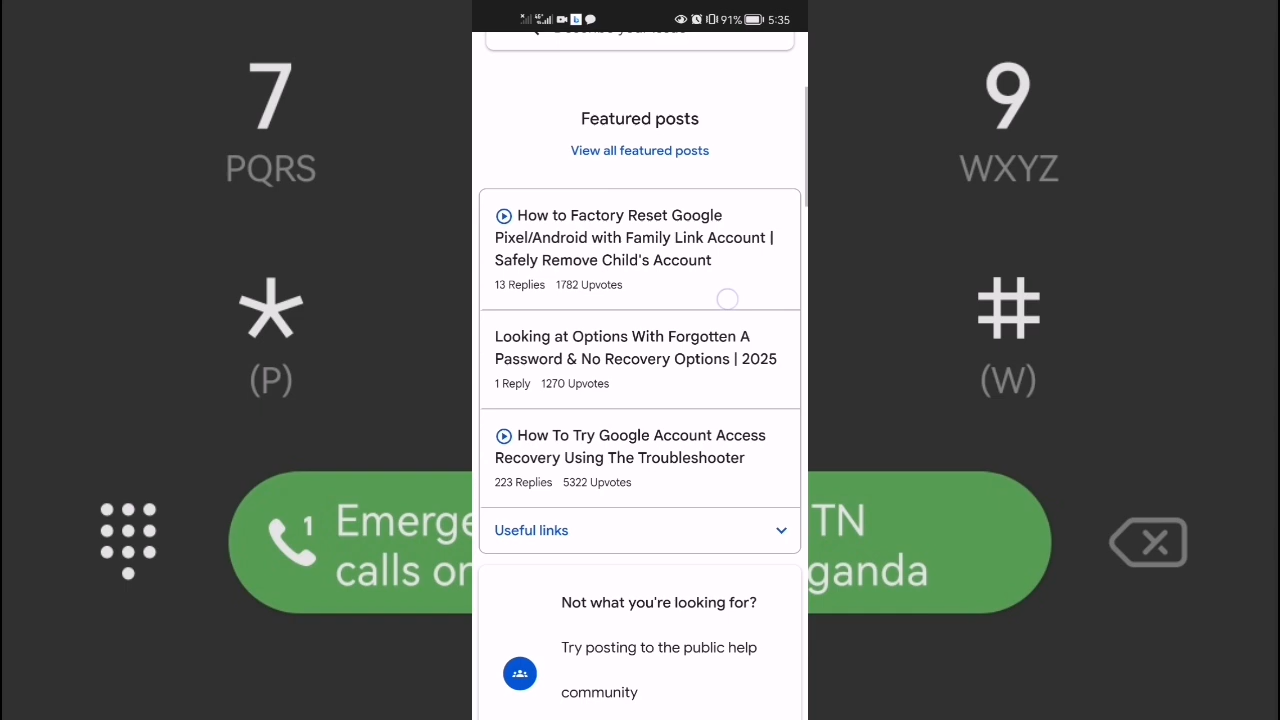 91% 5:35
Describe your issue
Featured posts
View all featured posts
How to Factory Reset Google
Pixel/Android with Family Link Account |
Safely Remove Child's Account
13 Replies 1782 Upvotes
Looking at Options With Forgotten A
Password & No Recovery Options | 2025
1 Reply 1270 Upvotes
How To Try Google Account Access
Recovery Using The Troubleshooter
223 Replies 5322 Upvotes
Useful links
Not what you're looking for?
Try posting to the public help
community
7
PQRS
9
WXYZ
*
(P)
#
(W)
1
Emerge
calls on
TN
ganda